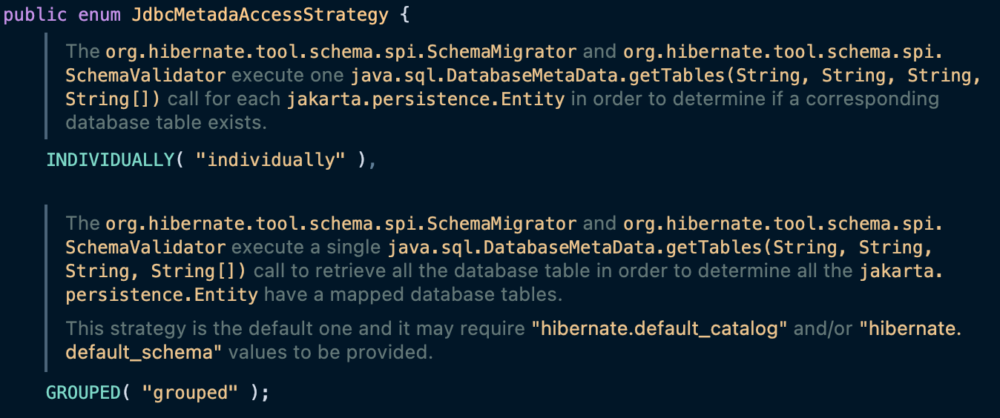 public enum JdbcMetadaAccessStrategy {
The org.hibernate.tool.schema.spi.SchemaMigrator and org.hibernate.tool.schema.spi.
SchemaValidator execute one java.sql.DatabaseMetaData.getTables(String, String, String,
String[]) call for each jakarta.persistence.Entity in order to determine if a corresponding
database table exists.
INDIVIDUALLY( "individually" ),
The org.hibernate.tool.schema.spi.SchemaMigrator and org.hibernate.tool.schema.spi.
SchemaValidator execute a single java.sql.DatabaseMetaData.getTables(String, String,
String, String[]) call to retrieve all the database table in order to determine all the jakarta.
persistence.Entity have a mapped database tables.
This strategy is the default one and it may require "hibernate.default_catalog" and/or "hibernate.
default_schema" values to be provided.
GROUPED( "grouped" );